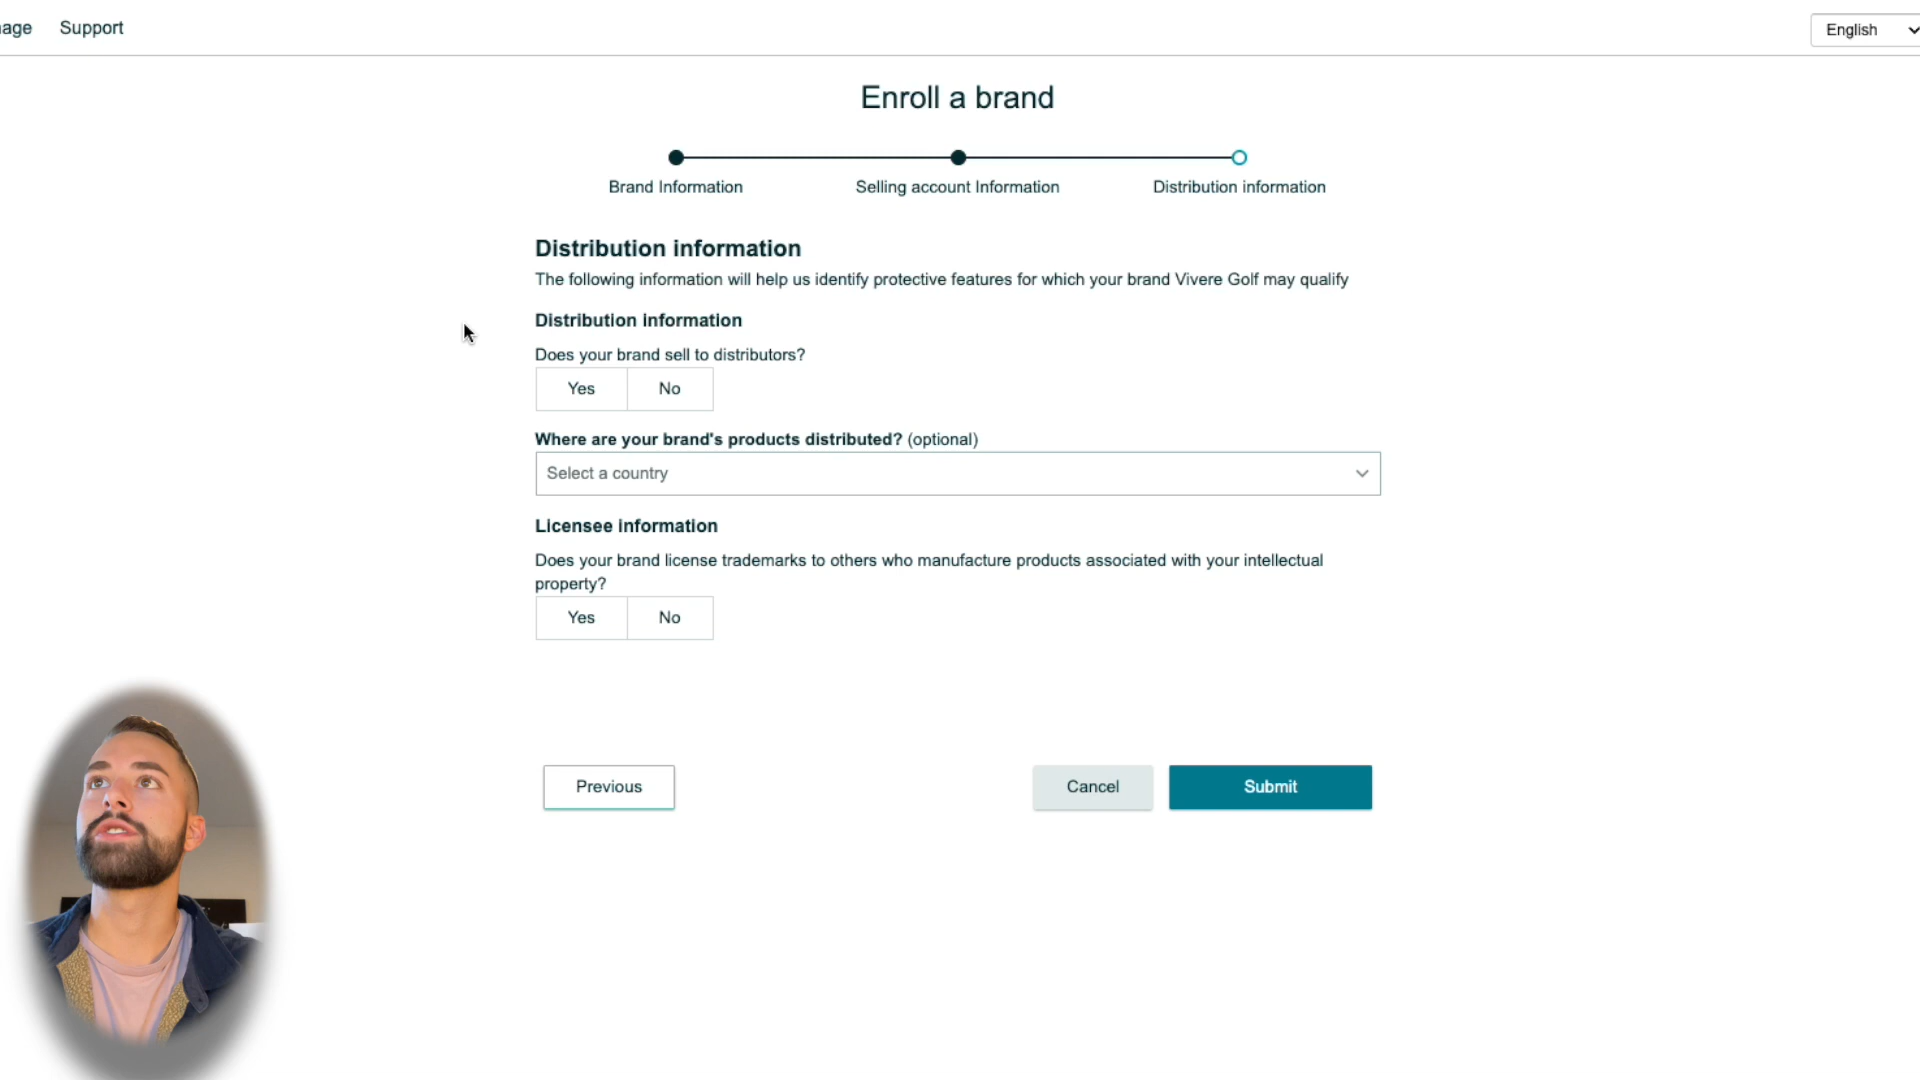 Support
English
Enroll a brand
Brand Information
Selling account Information
Distribution information
Distribution information
The following information will help us identify protective features for which your brand Vivere Golf may qualify
Distribution information
Does your brand sell to distributors?
Yes
No
Where are your brand's products distributed? (optional)
Select a country
Licensee information
Does your brand license trademarks to others who manufacture products associated with your intellectual
property?
Yes
No
Previous
Cancel
Submit